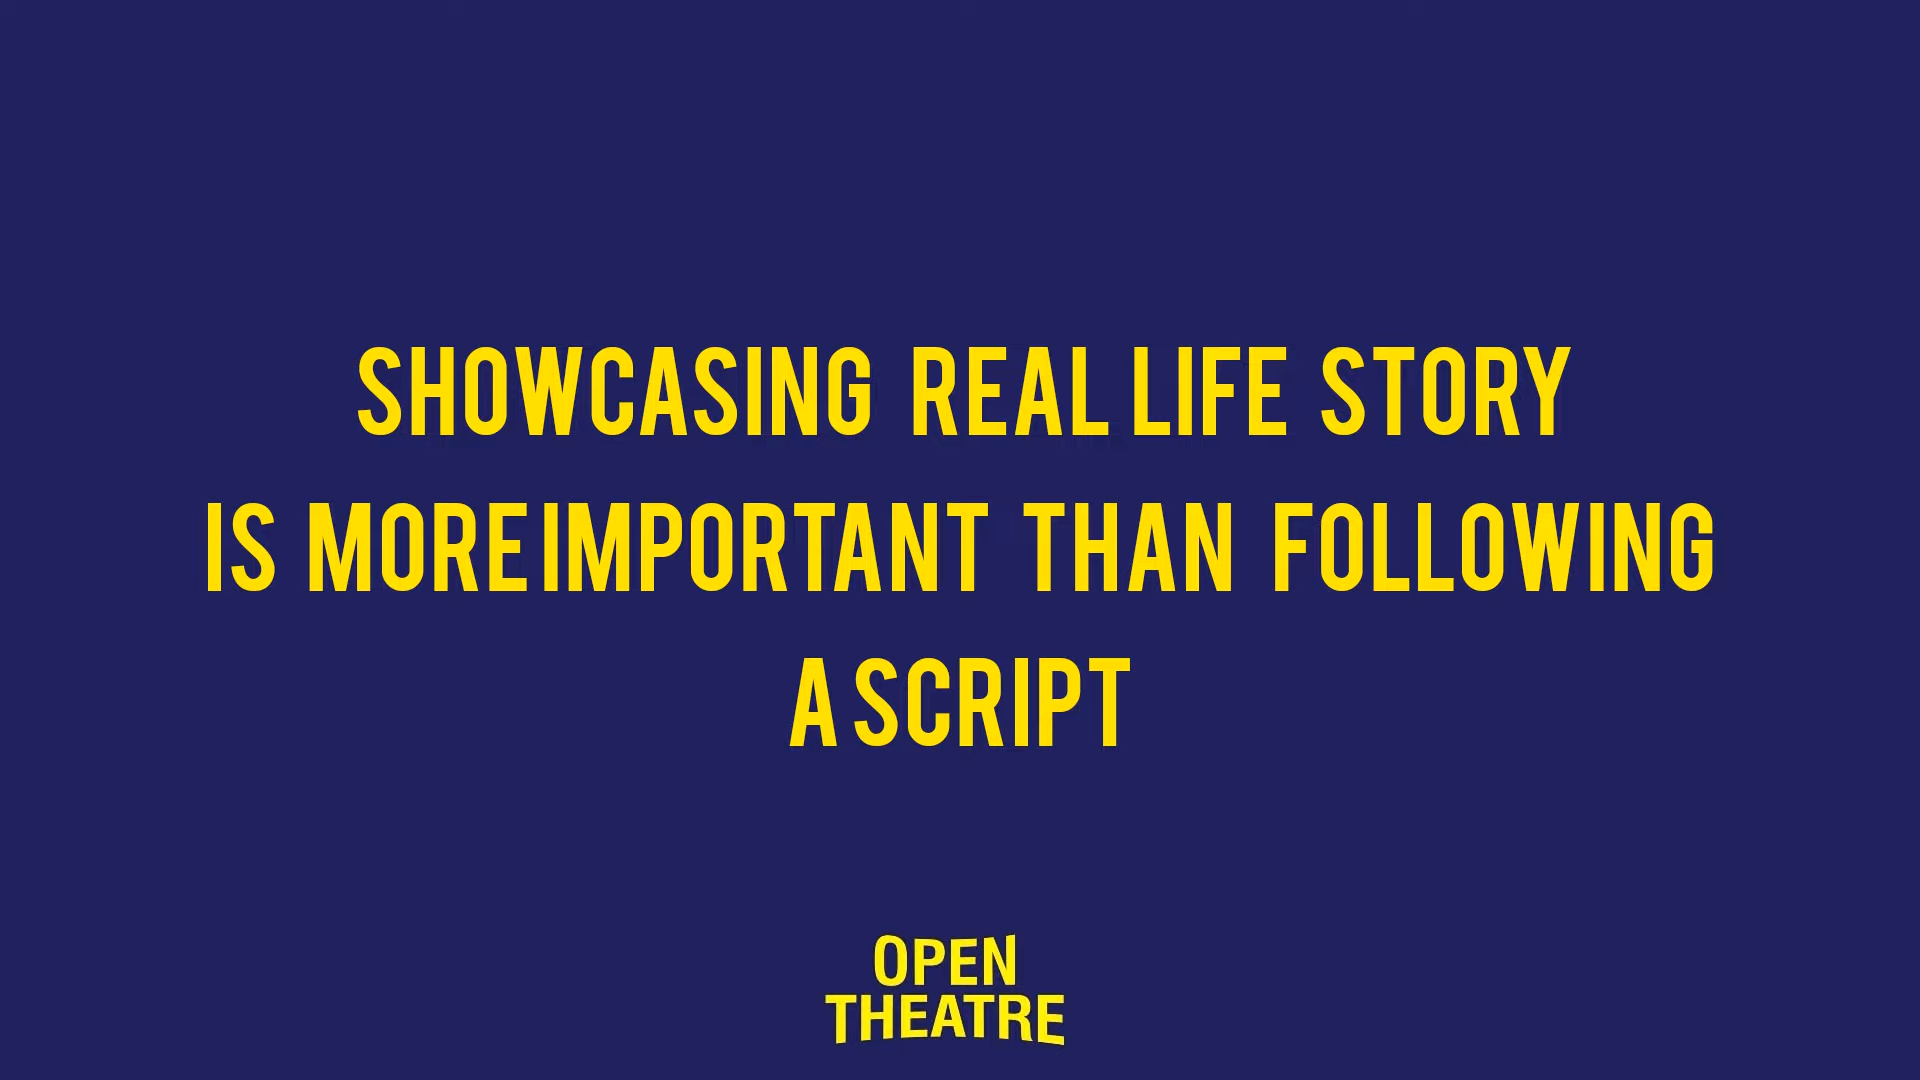 SHOWCASING REAL LIFE STORY
IS MORE IMPORTANT THAN FOLLOWING
A SCRIPT
OPEN
THEATRE